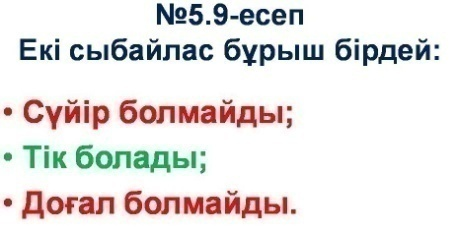 №5.9-есеп
Екі сыбайлас бұрыш бірдей:
• Сүйір болмайды;
• Тік болады;
• Доғал болмайды.